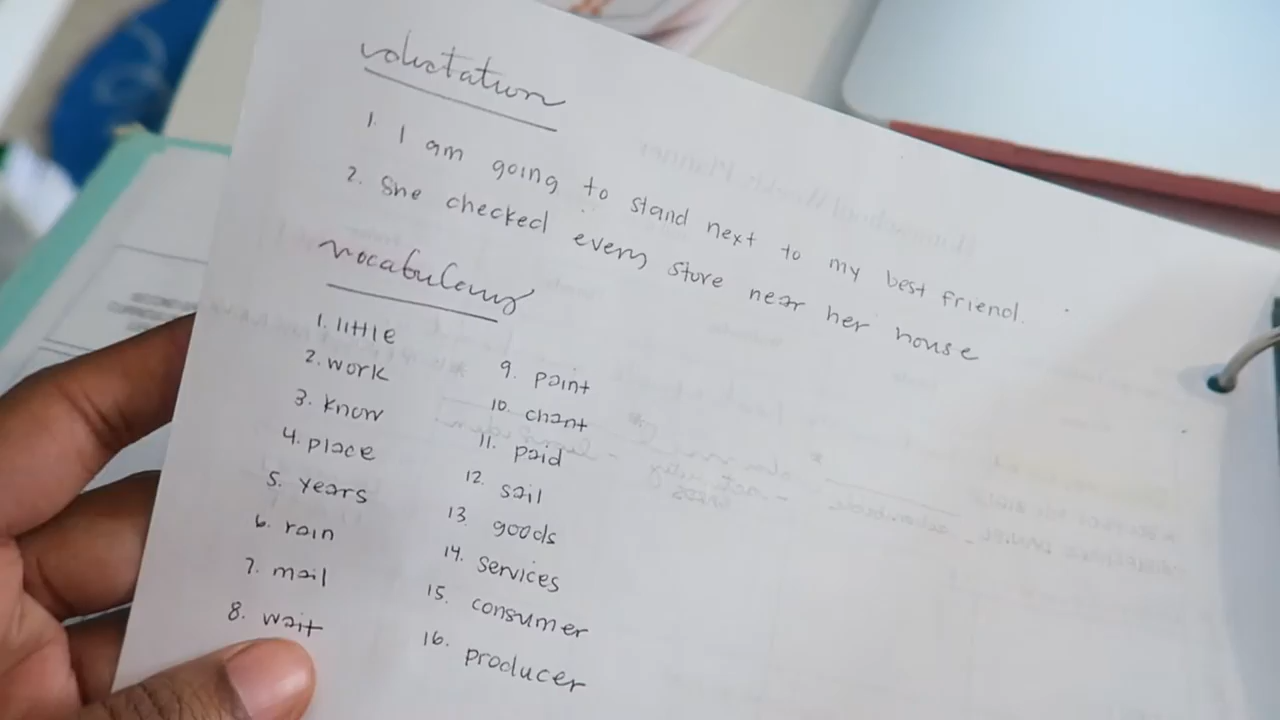 1. I am going to stand next to my best friend.
2. She checked every store near her house
vocabulary
1. little
2. work
3. know
4. place
5. years
6. rain
7. mail
8. wait
9. paint
10. chant
11. paid
12. sail
13. goods
14. services
15. consumer
16. producer